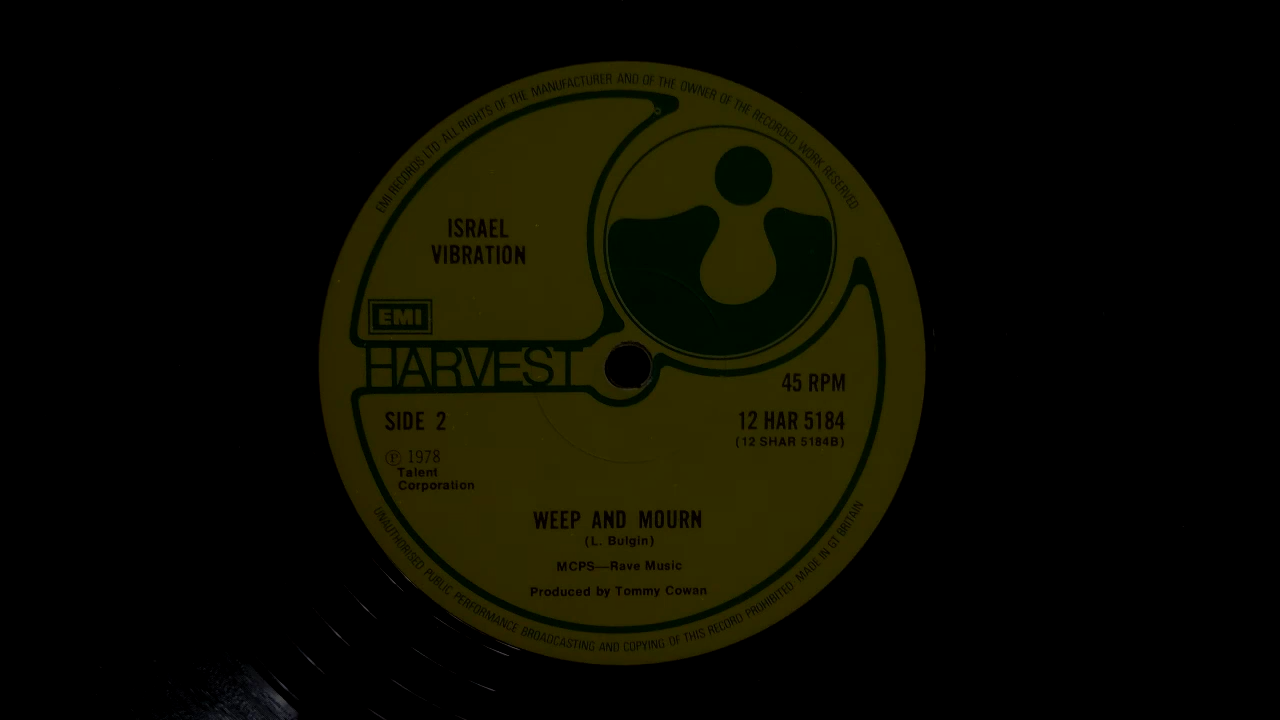 EMI RECORDS LTD ALL RIGHTS OF THE MANUFACTURER AND OF THE OWNER OF THE RECORDED WORK RESERVED
ISRAEL
VIBRATION
EMI
HARVEST
45 RPM
SIDE 2
12 HAR 5184
(12 SHAR 5184B)
℗ 1978
Talent
Corporation
WEEP AND MOURN
(L. Bulgin)
MCPS—Rave Music
Produced by Tommy Cowan
UNAUTHORISED PUBLIC PERFORMANCE BROADCASTING AND COPYING OF THIS RECORD PROHIBITED MADE IN GT BRITAIN